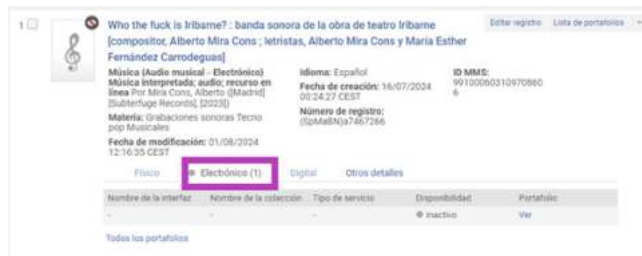 1
Who the fuck is Iribarne? : banda sonora de la obra de teatro Iribarne
Editar registro Lista de portafolios
[compositor, Alberto Mira Cons ; letristas, Alberto Mira Cons y María Esther
Fernández Carrodeguas]
Música (Audio musical - Electrónico)
Música interpretada; audio; recurso en
línea Por Mira Cons, Alberto ([Madrid]
[Subterfuge Records], [2023])
Materia: Grabaciones sonoras Tecno
pop Musicales
Fecha de modificación: 01/08/2024
12:16:35 CEST
Idioma: Español
Fecha de creación: 16/07/2024
00:24:27 CEST
Número de registro:
(SpMaBN)a7467266
ID MMS:
99100060310970860
6
Físico Electrónico (1) Digital Otros detalles
Nombre de la interfaz Nombre de la colección Tipo de servicio Disponibilidad Portafolio
- - - Inactivo Ver
Todos los portafolios